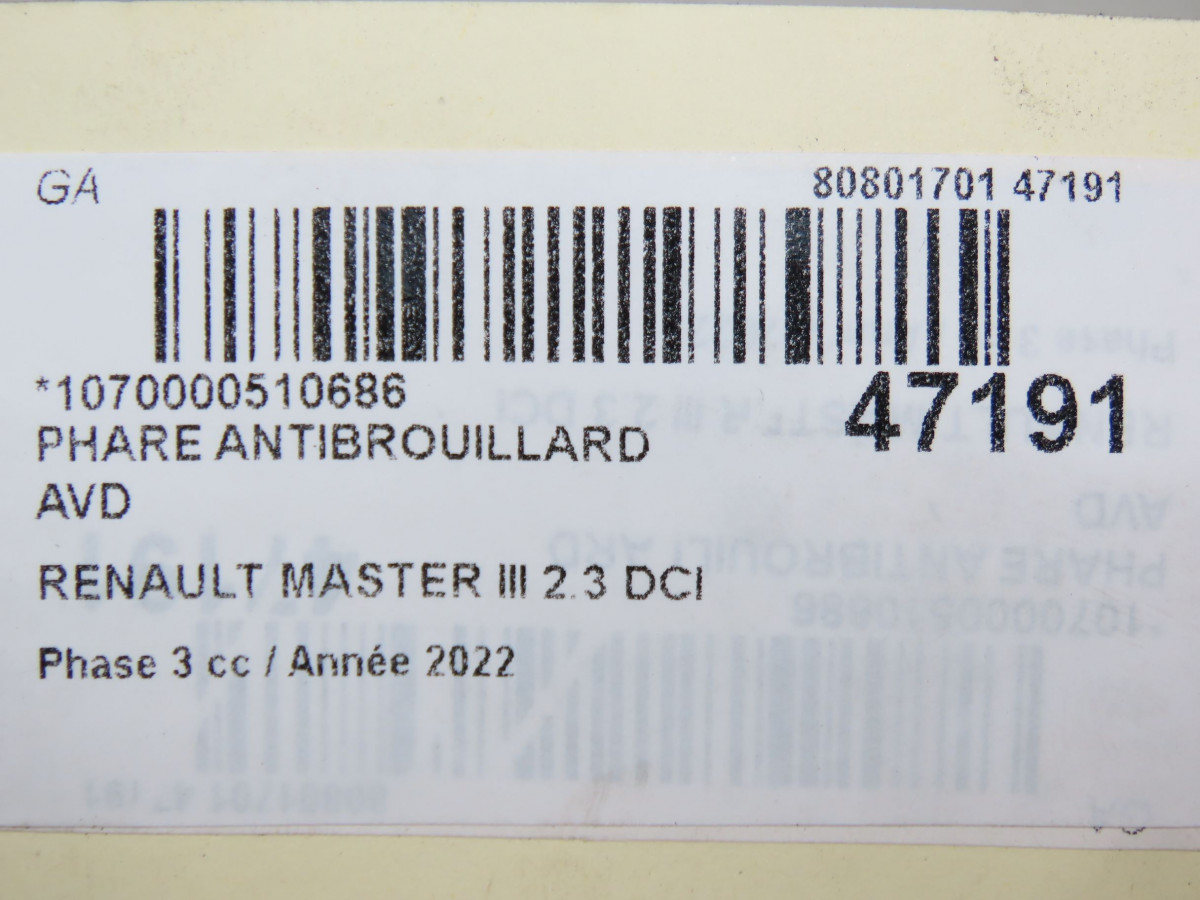 GA
80801701 47191
*1070000510686
47191
PHARE ANTIBROUILLARD
AVD
RENAULT MASTER III 2.3 DCI
Phase 3 cc / Année 2022